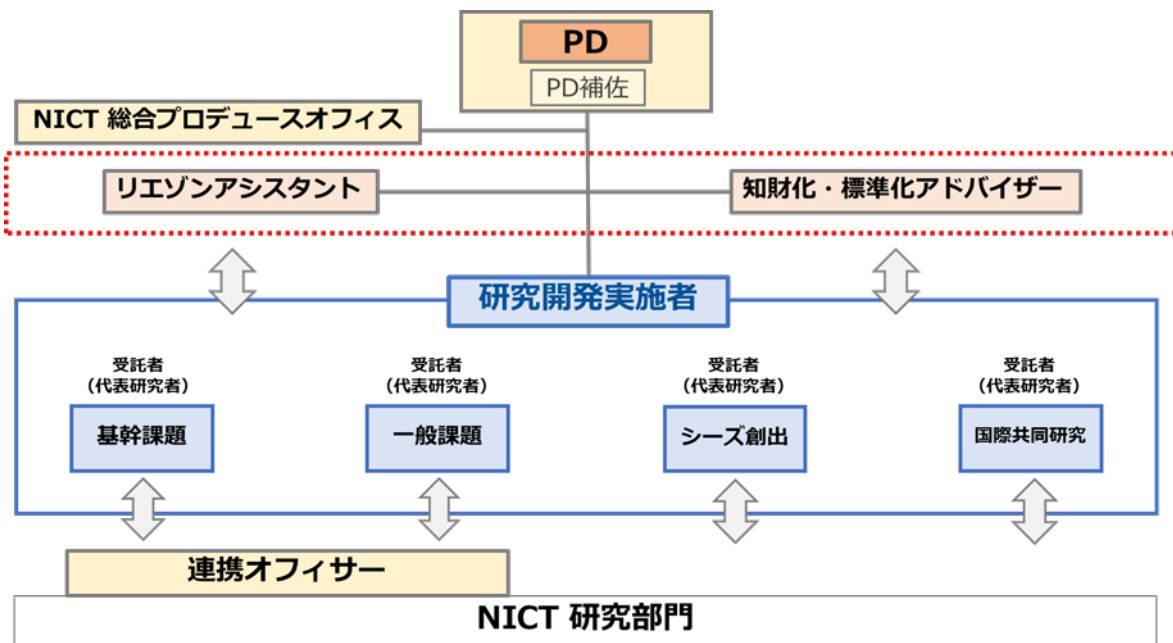 PD
PD補佐
NICT 総合プロデュースオフィス
リエゾンアシスタント
知財化・標準化アドバイザー
研究開発実施者
受託者
(代表研究者)
基幹課題
受託者
(代表研究者)
一般課題
受託者
(代表研究者)
シーズ創出
受託者
(代表研究者)
国際共同研究
連携オフィサー
NICT 研究部門